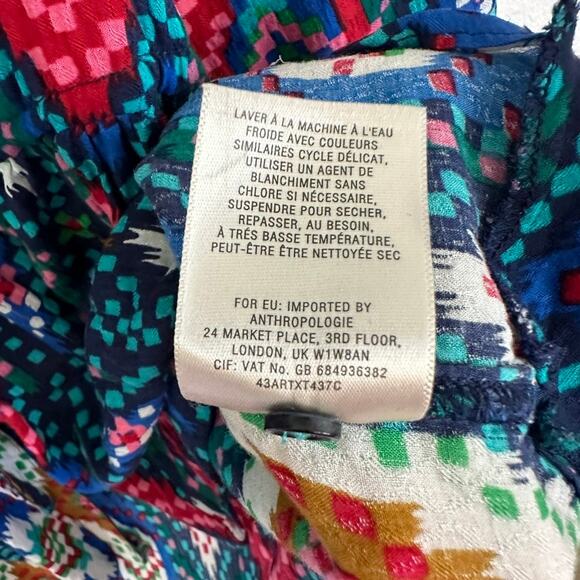 LAVER À LA MACHINE À L'EAU
FROIDE AVEC COULEURS
SIMILAIRES CYCLE DÉLICAT,
UTILISER UN AGENT DE
BLANCHIMENT SANS
CHLORE SI NÉCESSAIRE,
SUSPENDRE POUR SECHER,
REPASSER, AU BESOIN,
À TRÉS BASSE TEMPÉRATURE,
PEUT-ÊTRE ÊTRE NETTOYÉE SEC
FOR EU: IMPORTED BY
ANTHROPOLOGIE
24 MARKET PLACE, 3RD FLOOR,
LONDON, UK W1W8AN
CIF: VAT No. GB 684936382
43ARTXT437C